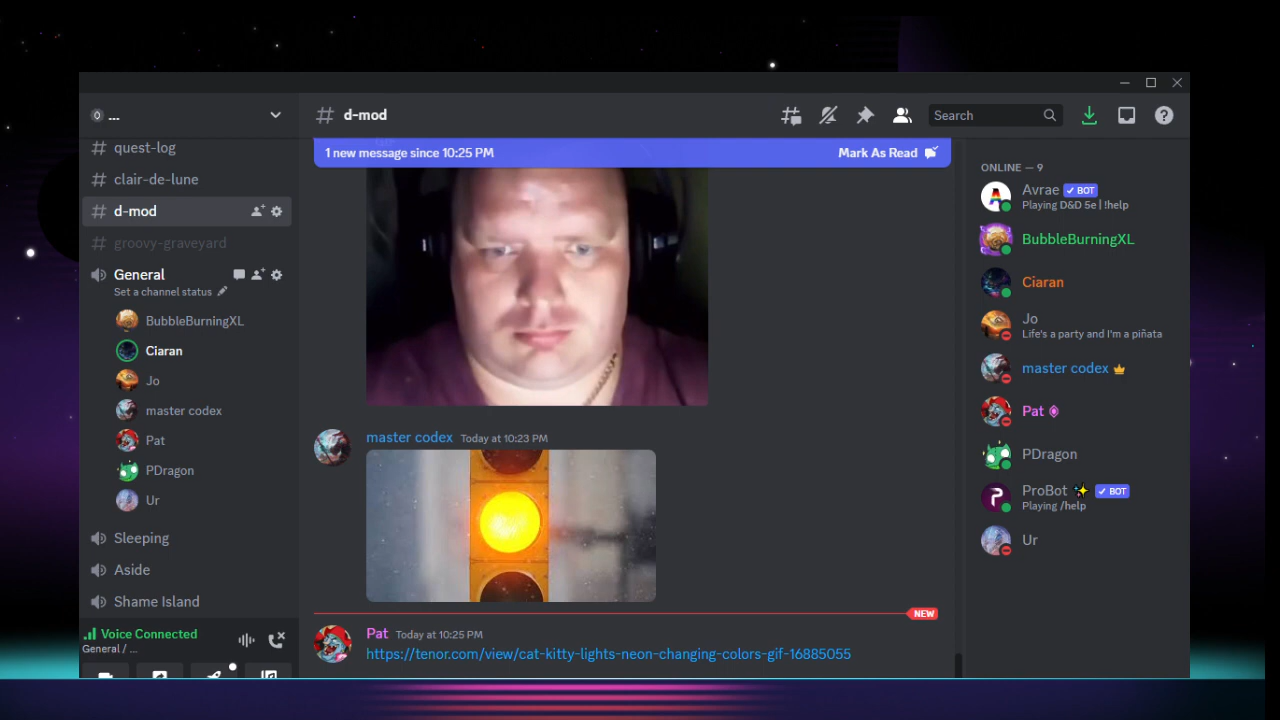 ...
d-mod
Search
quest-log
clair-de-lune
d-mod
groovy-graveyard
General
Set a channel status
BubbleBurningXL
Ciaran
Jo
master codex
Pat
PDragon
Ur
Sleeping
Aside
Shame Island
Voice Connected
General / ...
1 new message since 10:25 PM
Mark As Read
master codex Today at 10:23 PM
NEW
Pat Today at 10:25 PM
https://tenor.com/view/cat-kitty-lights-neon-changing-colors-gif-16885055
ONLINE — 9
Avrae BOT
Playing D&D 5e | !help
BubbleBurningXL
Ciaran
Jo
Life's a party and I'm a piñata
master codex
Pat
PDragon
ProBot BOT
Playing /help
Ur